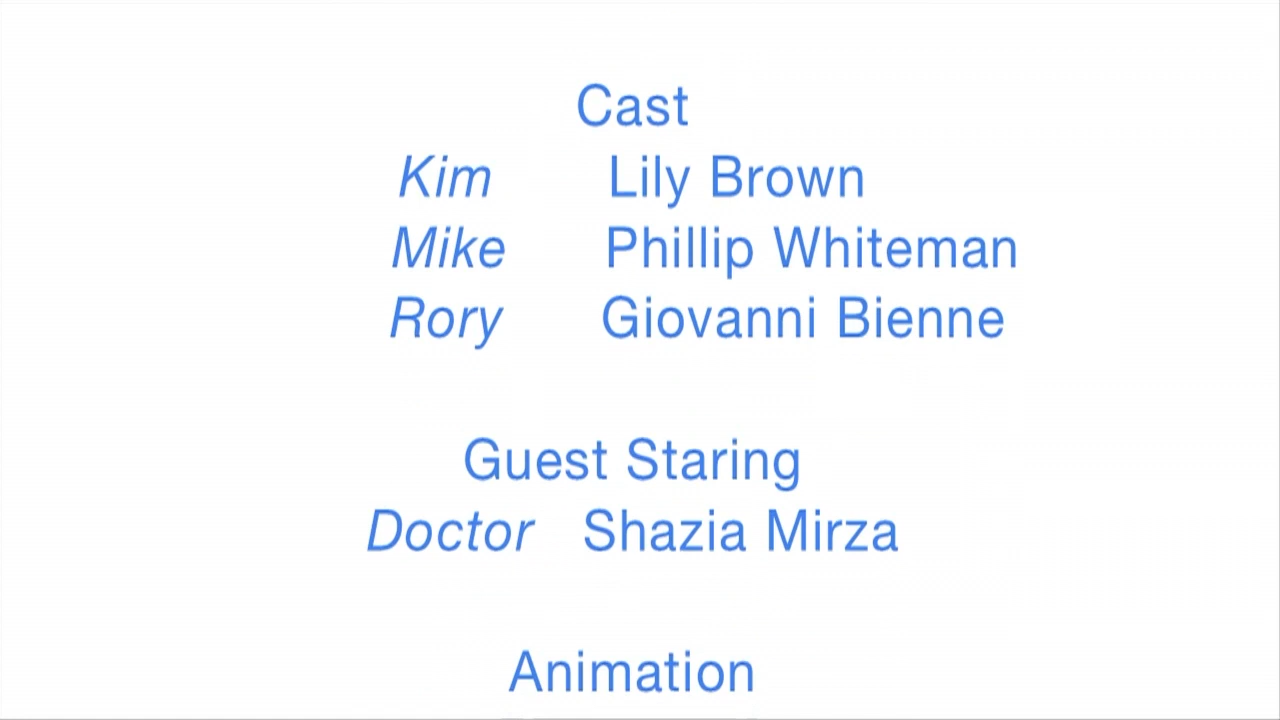 Cast
Kim Lily Brown
Mike Phillip Whiteman
Rory Giovanni Bienne
Guest Staring
Doctor Shazia Mirza
Animation